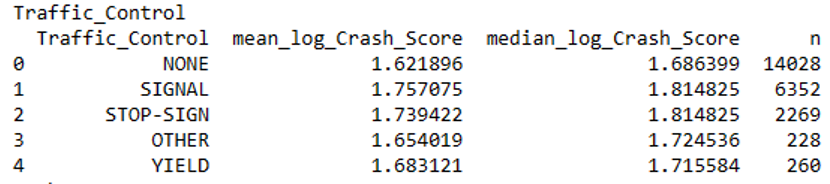 Traffic_Control
Traffic_Control mean_log_Crash_Score median_log_Crash_Score n
0 NONE 1.621896 1.686399 14028
1 SIGNAL 1.757075 1.814825 6352
2 STOP-SIGN 1.739422 1.814825 2269
3 OTHER 1.654019 1.724536 228
4 YIELD 1.683121 1.715584 260